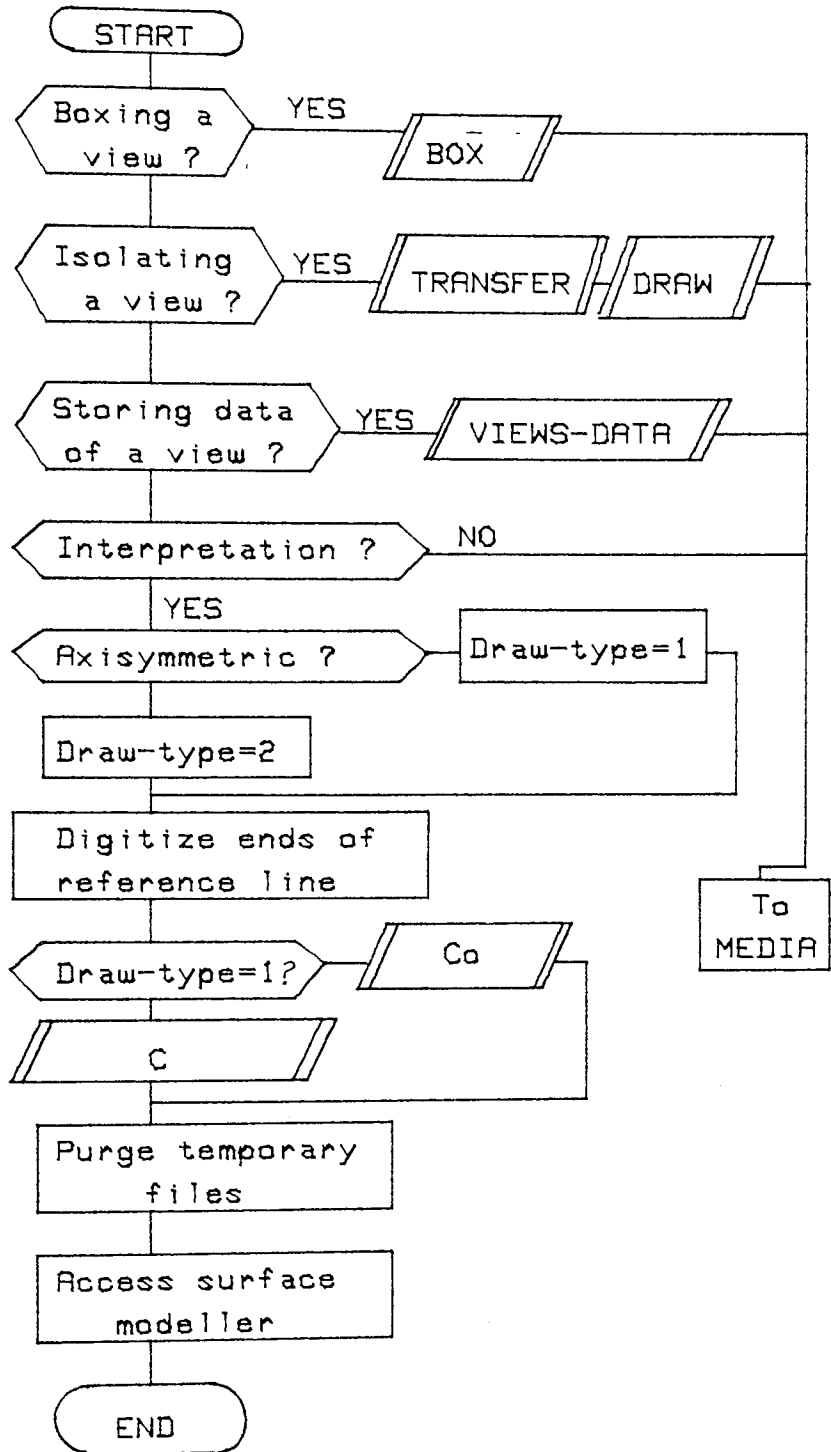 START
Boxing a
view ?
YES
BOX
Isolating
a view ?
YES
TRANSFER
DRAW
Storing data
of a view ?
YES
VIEWS-DATA
Interpretation ?
NO
YES
Axisymmetric ?
Draw-type=1
Draw-type=2
Digitize ends of
reference line
To
MEDIA
Draw-type=1?
Co
C
Purge temporary
files
Access surface
modeller
END